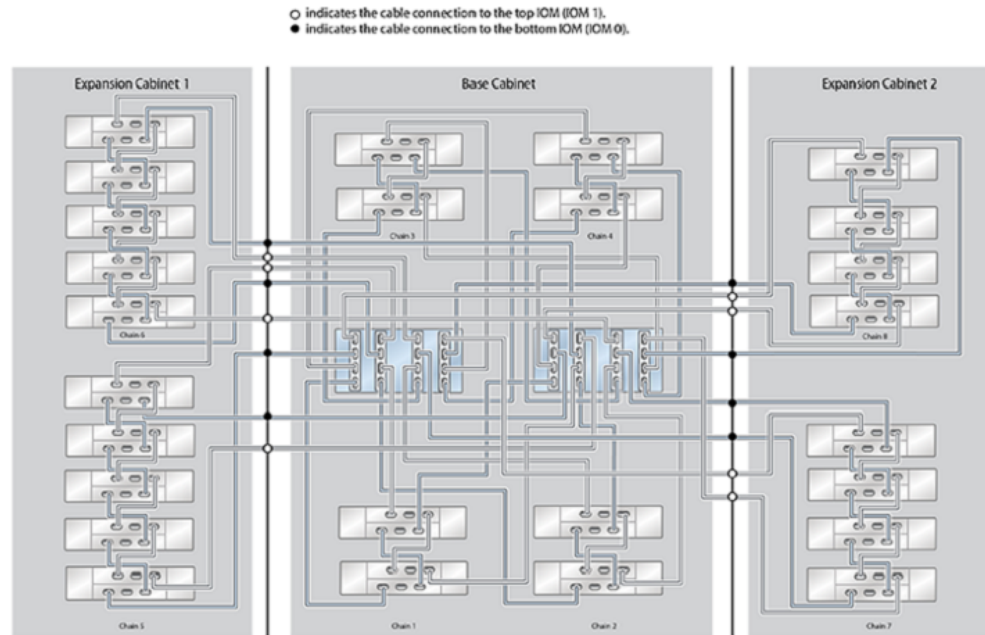 indicates the cable connection to the top IOM (IOM 1).
indicates the cable connection to the bottom IOM (IOM 0).
Expansion Cabinet 1
Base Cabinet
Expansion Cabinet 2
Chain 3
Chain 4
Chain 6
Chain 8
Chain 5
Chain 1
Chain 2
Chain 7